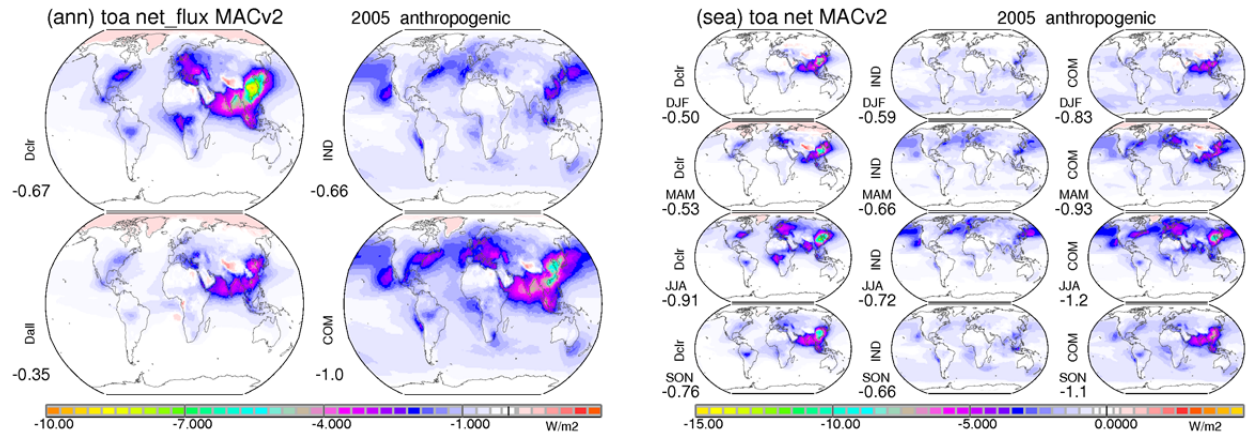 (ann) toa net_flux MACv2 2005 anthropogenic
Dclr
-0.67
IND
-0.66
Dall
-0.35
COM
-1.0
-10.00 -7.000 -4.000 -1.000 W/m2
(sea) toa net MACv2 2005 anthropogenic
Dclr
DJF
-0.50
IND
DJF
-0.59
COM
DJF
-0.83
Dclr
MAM
-0.53
IND
MAM
-0.66
COM
MAM
-0.93
Dclr
JJA
-0.91
IND
JJA
-0.72
COM
JJA
-1.2
Dclr
SON
-0.76
IND
SON
-0.66
COM
SON
-1.1
-15.00 -10.00 -5.000 0.0000 W/m2